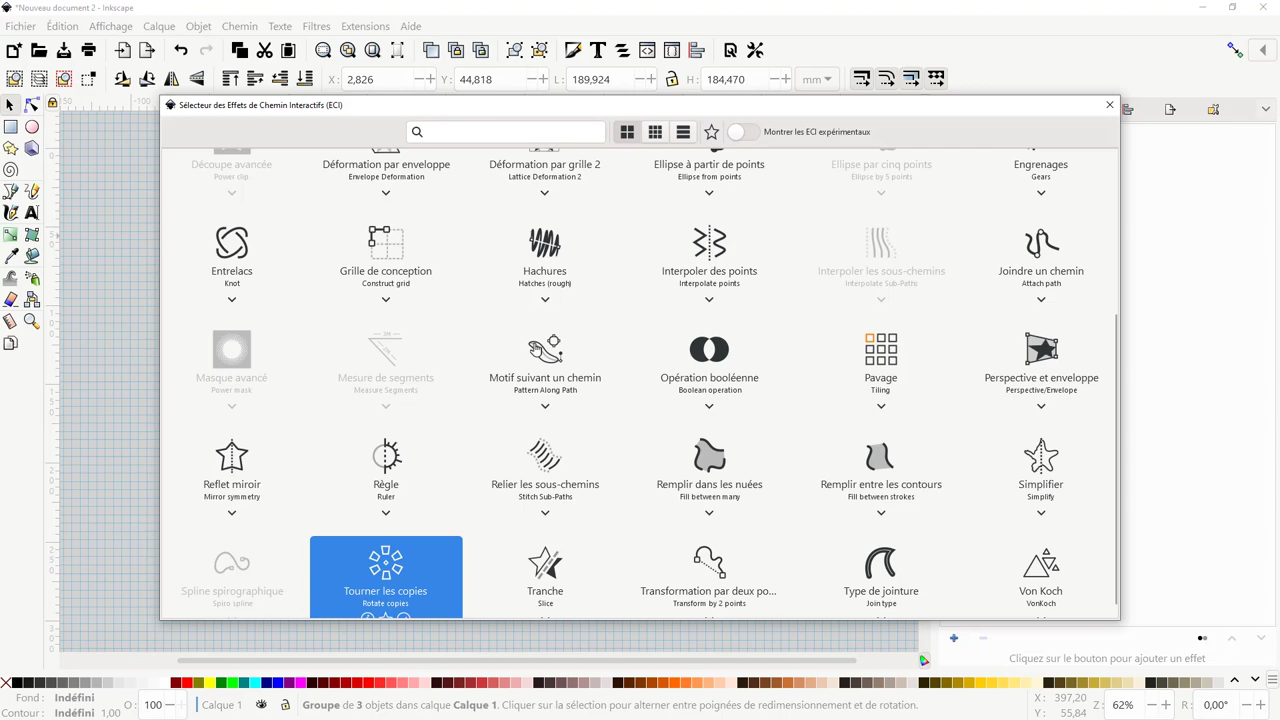 *Nouveau document 2 - Inkscape
Fichier Édition Affichage Calque Objet Chemin Texte Filtres Extensions Aide
X : 2,826 Y : 44,818 L : 189,924 H : 184,470 mm
Sélecteur des Effets de Chemin Interactifs (ECI)
Montrer les ECI expérimentaux
Découpe avancée Déformation par enveloppe Déformation par grille 2 Ellipse à partir de points Ellipse par cinq points Engrenages
Power clip Envelope Deformation Lattice Deformation 2 Ellipse from points Ellipse by 5 points Gears
Entrelacs Grille de conception Hachures Interpoler des points Interpoler les sous-chemins Joindre un chemin
Knot Construct grid Hatches (rough) Interpolate points Interpolate Sub-Paths Attach path
Masque avancé Mesure de segments Motif suivant un chemin Opération booléenne Pavage Perspective et enveloppe
Power mask Measure Segments Pattern Along Path Boolean operation Tiling Perspective/Envelope
Reflet miroir Règle Relier les sous-chemins Remplir dans les nuées Remplir entre les contours Simplifier
Mirror symmetry Ruler Stitch Sub-Paths Fill between many Fill between strokes Simplify
Spline spirographique Tourner les copies Tranche Transformation par deux po... Type de jointure Von Koch
Spiro spline Rotate copies Slice Transform by 2 points Join type VonKoch
Cliquez sur le bouton pour ajouter un effet
Fond : Indéfini
Contour : Indéfini 1,00
O : 100
Calque 1
Groupe de 3 objets dans calque Calque 1. Cliquer sur la sélection pour alterner entre poignées de redimensionnement et de rotation.
X : 397,20
Y : 55,84
Z : 62%
R : 0,00°